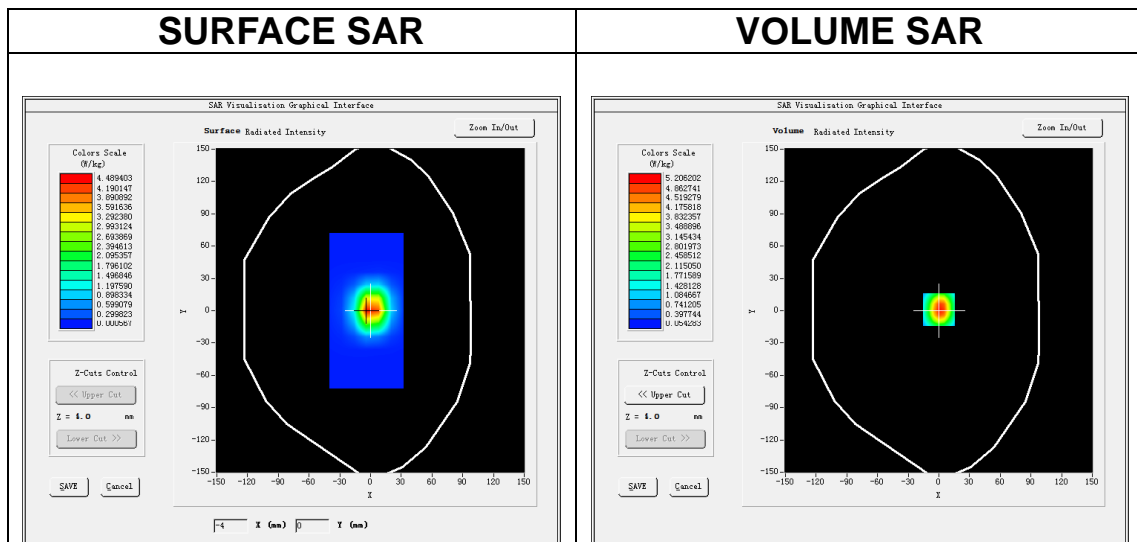 SURFACE SAR
SAR Visualisation Graphical Interface
Surface Radiated Intensity
Zoom In/Out
Colors Scale
(W/kg)
4.489403
4.190147
3.890892
3.591636
3.292380
2.993124
2.693869
2.394613
2.095357
1.796102
1.496846
1.197590
0.898334
0.599079
0.299823
0.000567
Z-Cuts Control
<< Upper Cut
Z = 4.0 mm
Lower Cut >>
SAVE
Cancel
150
120
90
60
30
0
-30
-60
-90
-120
-150
Y
-150 -120 -90 -60 -30 0 30 60 90 120 150
X
-4 X (mm) 0 Y (mm)
VOLUME SAR
SAR Visualisation Graphical Interface
Volume Radiated Intensity
Zoom In/Out
Colors Scale
(W/kg)
5.206202
4.862741
4.519279
4.175818
3.832357
3.488896
3.145434
2.801973
2.458512
2.115050
1.771589
1.428128
1.084667
0.741205
0.397744
0.054283
Z-Cuts Control
<< Upper Cut
Z = 4.0 mm
Lower Cut >>
SAVE
Cancel
150
120
90
60
30
0
-30
-60
-90
-120
-150
Y
-150 -120 -90 -60 -30 0 30 60 90 120 150
X